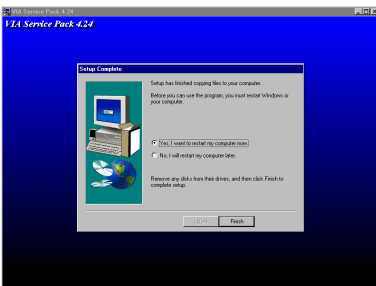 VIA Service Pack 4.24
VIA Service Pack 4.24
Setup Complete
Setup has finished copying files to your computer.
Before you can use the program, you must restart Windows or
your computer.
Yes, I want to restart my computer now.
No, I will restart my computer later.
Remove any disks from their drives, and then click Finish to
complete setup.
< Back
Finish